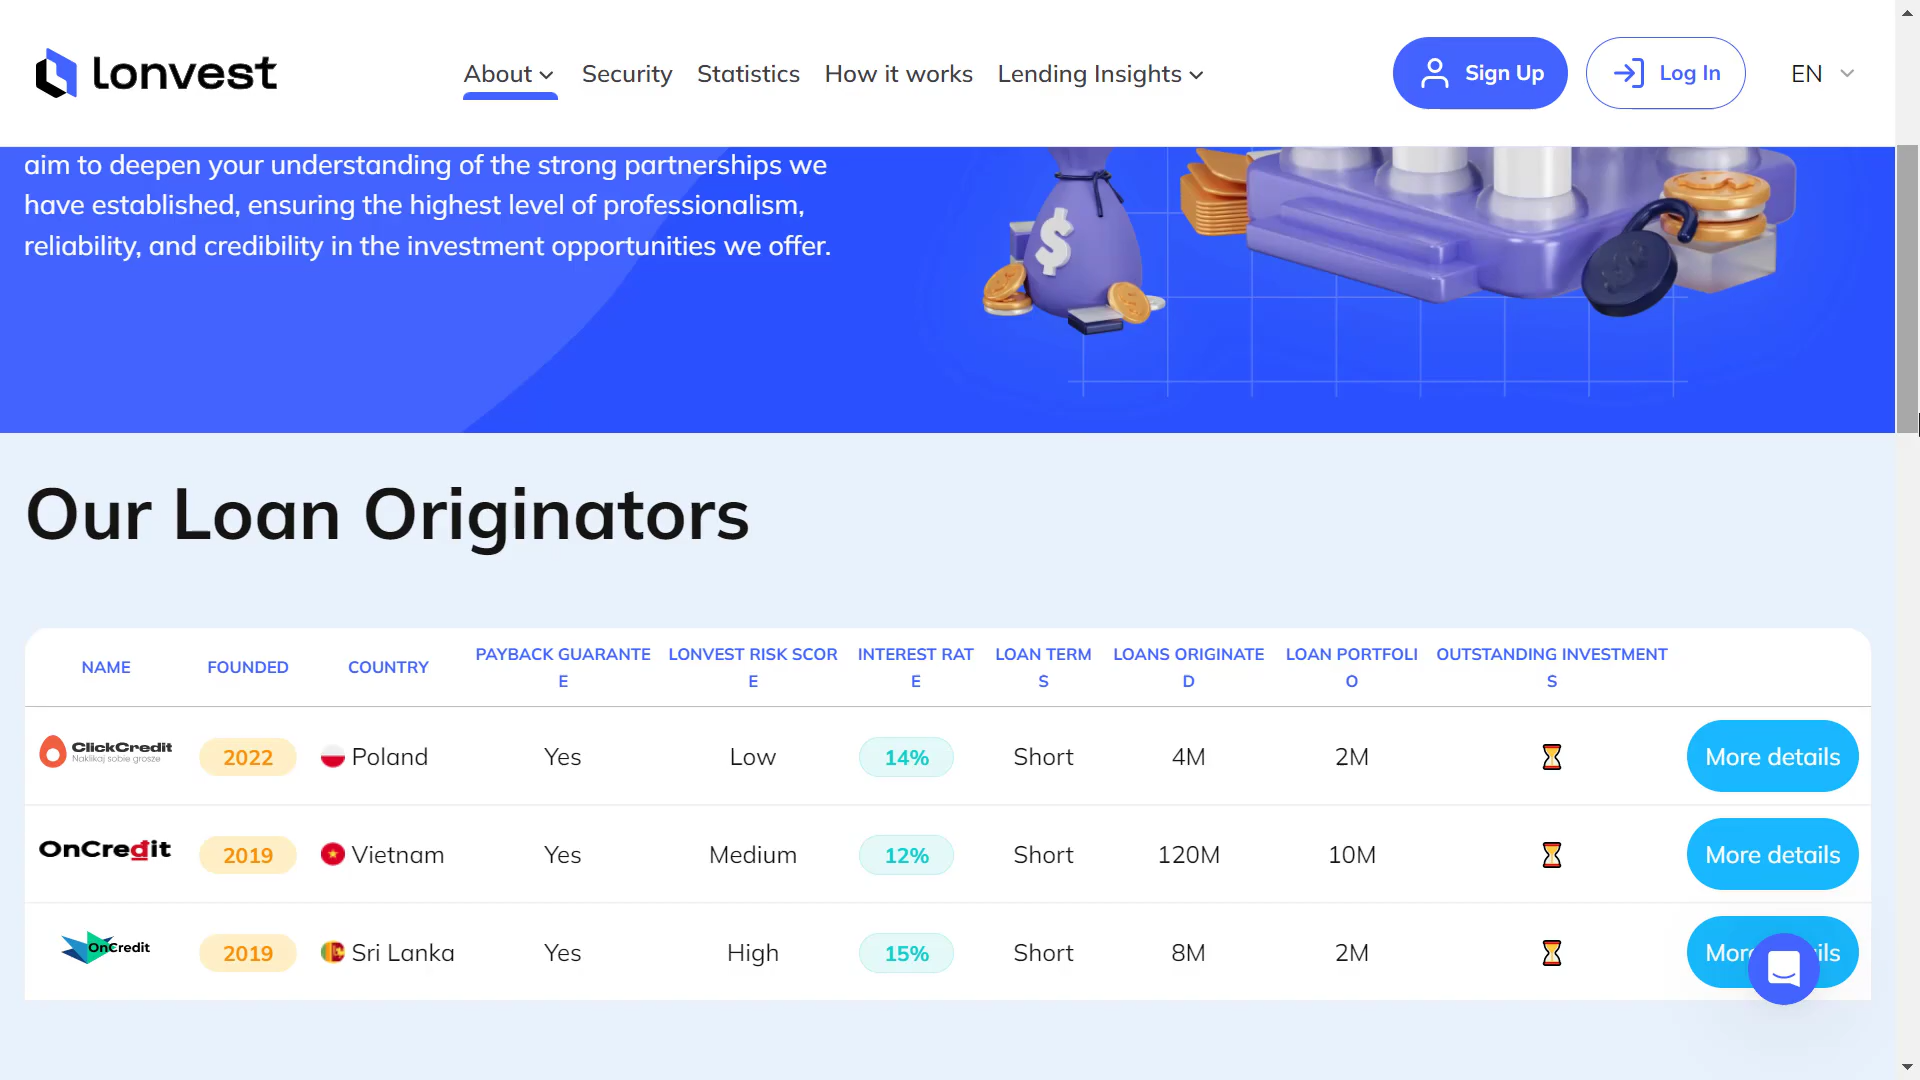 Lonvest
About
Security
Statistics
How it works
Lending Insights
Sign Up
Log In
EN
aim to deepen your understanding of the strong partnerships we
have established, ensuring the highest level of professionalism,
reliability, and credibility in the investment opportunities we offer.
$
Our Loan Originators
NAME FOUNDED COUNTRY PAYBACK GUARANTE LONVEST RISK SCOR INTEREST RAT LOAN TERM LOANS ORIGINATE LOAN PORTFOLI OUTSTANDING INVESTMENT
E E E S D O S
ClickCredit
Naklikaj sobie grosze
2022 Poland Yes Low 14% Short 4M 2M More details
OnCredit 2019 Vietnam Yes Medium 12% Short 120M 10M More details
OnCredit 2019 Sri Lanka Yes High 15% Short 8M 2M